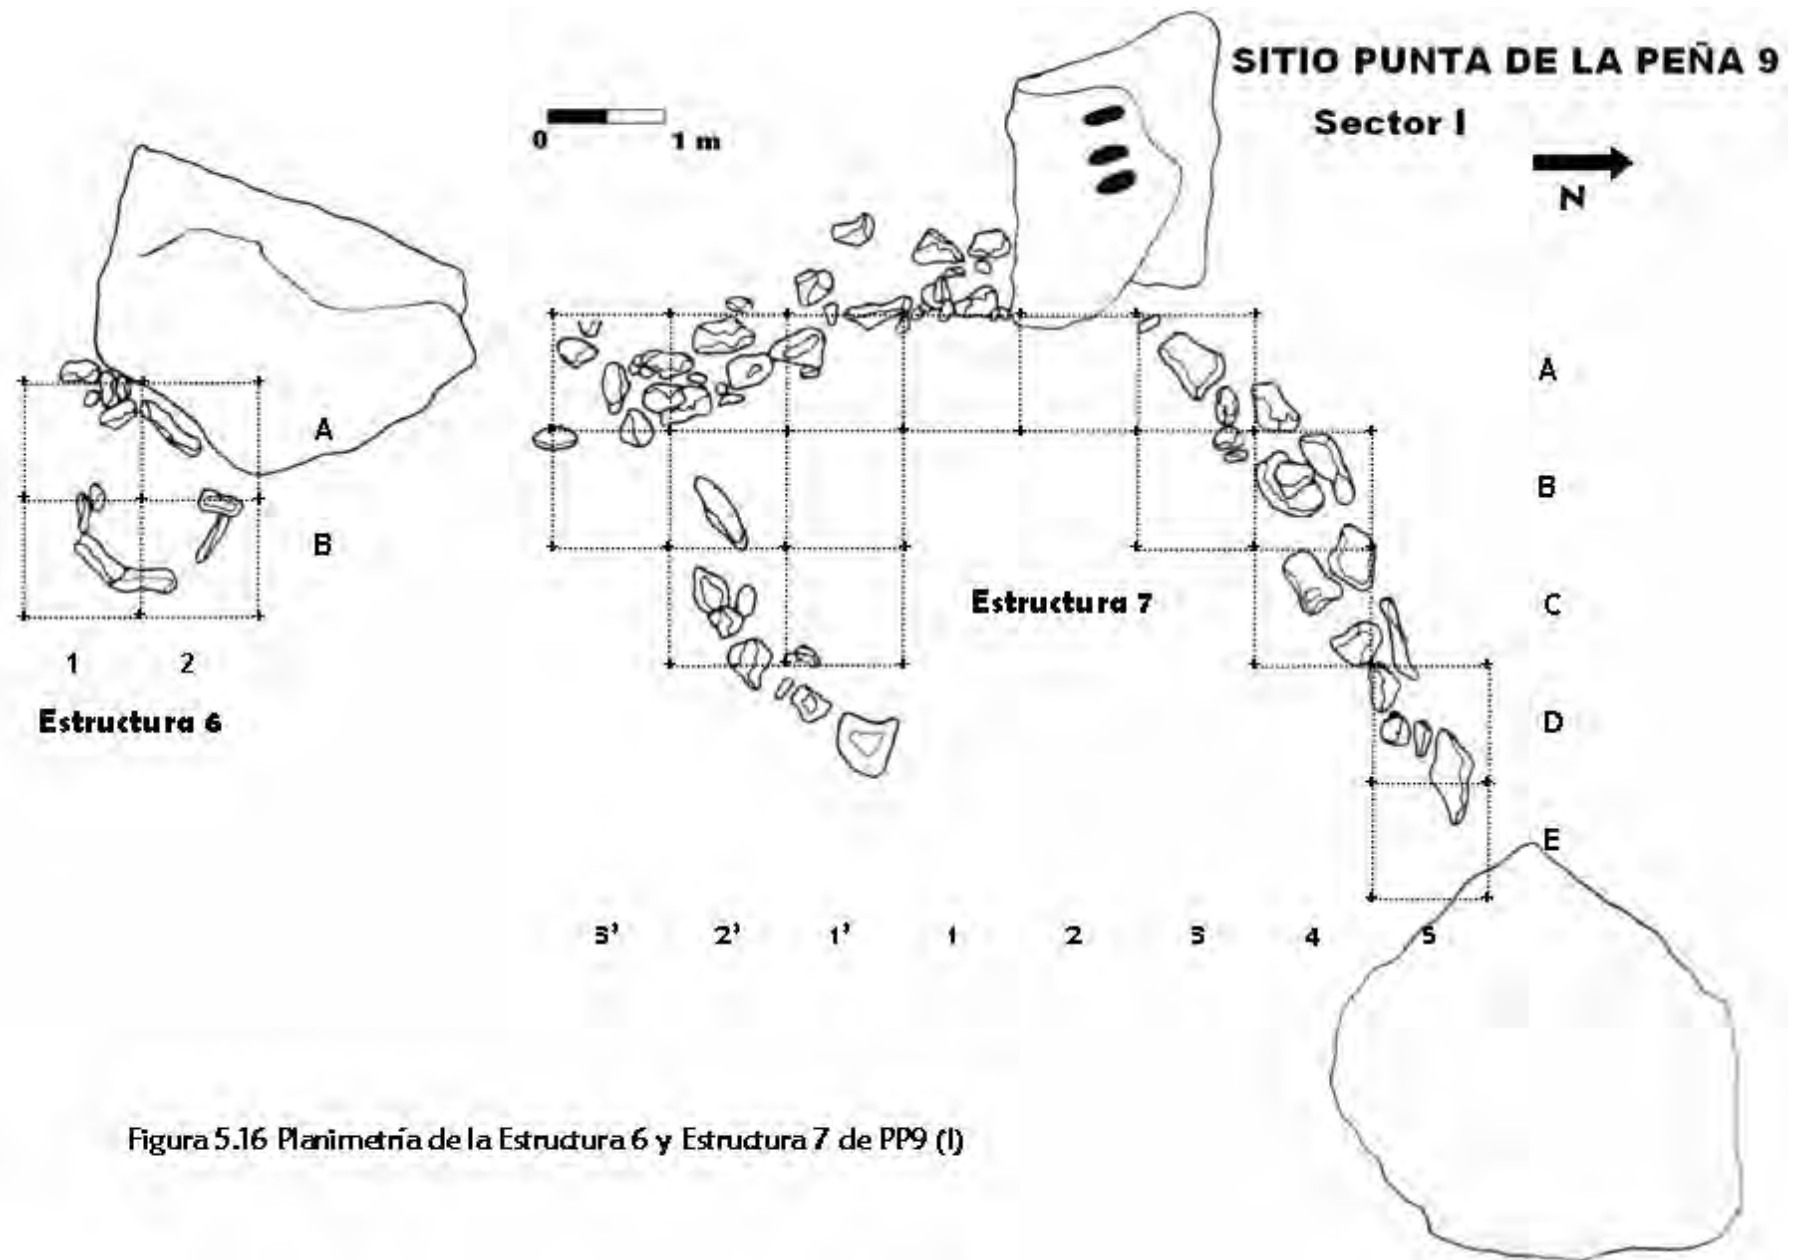 SITIO PUNTA DE LA PEÑA 9
Sector I
0 1 m
N
A
B
1 2
Estructura 6
A
B
C
D
E
Estructura 7
3' 2' 1' 1 2 3 4 5
Figura 5.16 Planimetría de la Estructura 6 y Estructura 7 de PP9 (I)